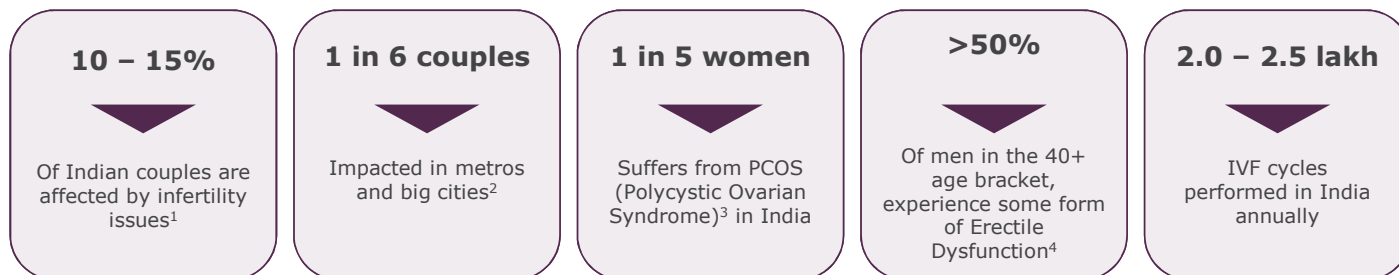 10 – 15%
Of Indian couples are
affected by infertility
issues¹
1 in 6 couples
Impacted in metros
and big cities²
1 in 5 women
Suffers from PCOS
(Polycystic Ovarian
Syndrome)³ in India
>50%
Of men in the 40+
age bracket,
experience some form
of Erectile
Dysfunction⁴
2.0 – 2.5 lakh
IVF cycles
performed in India
annually